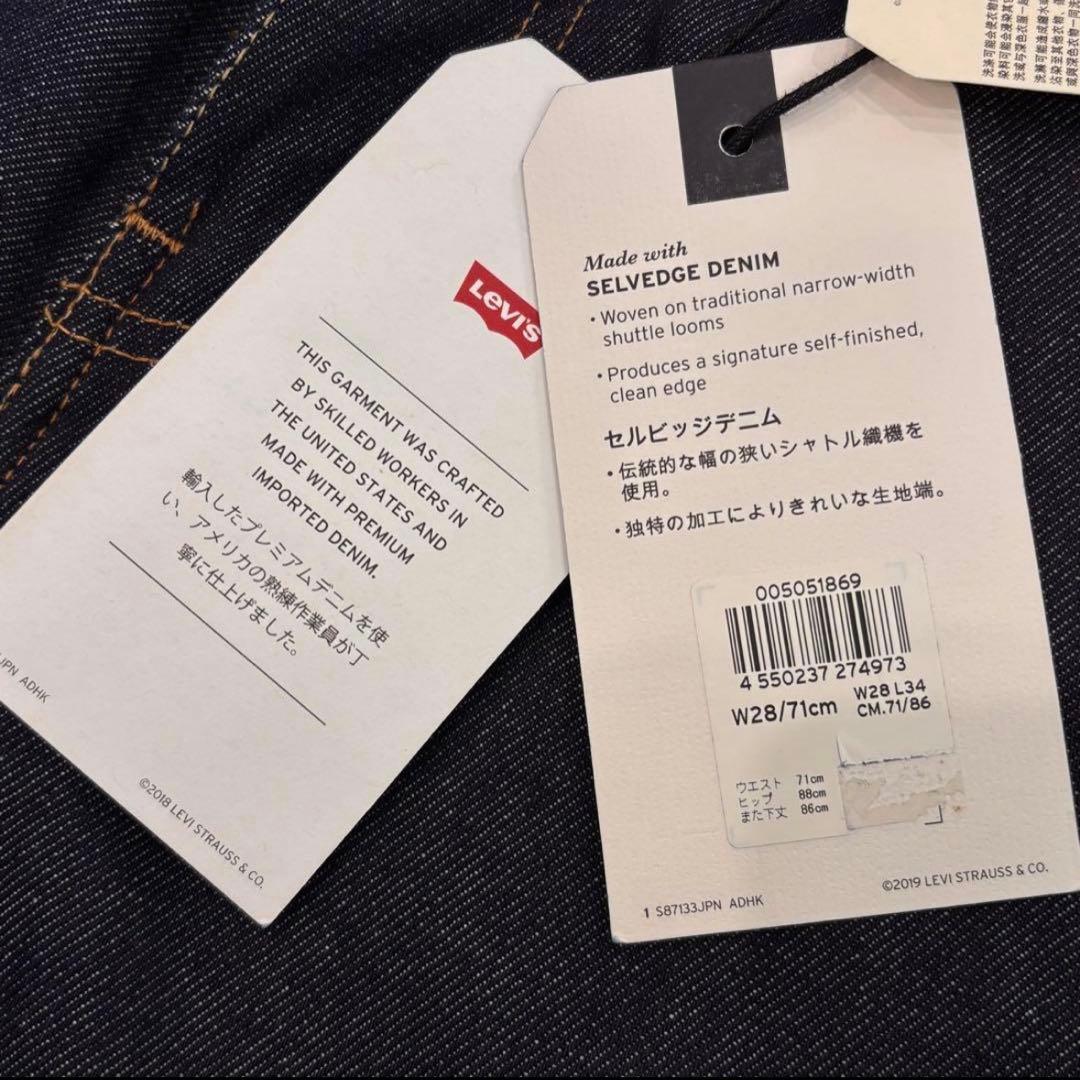 Levi's
THIS GARMENT WAS CRAFTED
BY SKILLED WORKERS IN
THE UNITED STATES AND
MADE WITH PREMIUM
IMPORTED DENIM.
輸入したプレミアムデニムを使
い、アメリカの熟練作業員が丁
寧に仕上げました。
JPN ADHK
©2018 LEVI STRAUSS & CO.
Made with
SELVEDGE DENIM
• Woven on traditional narrow-width
shuttle looms
• Produces a signature self-finished,
clean edge
セルビッジデニム
• 伝統的な幅の狭いシャトル織機を
使用。
• 独特の加工によりきれいな生地端。
005051869
4 550237 274973
W28/71cm
W28 L34
CM.71/86
ウエスト 71cm
ヒップ 88cm
また下丈 86cm
1 S87133JPN ADHK
©2019 LEVI STRAUSS & CO.